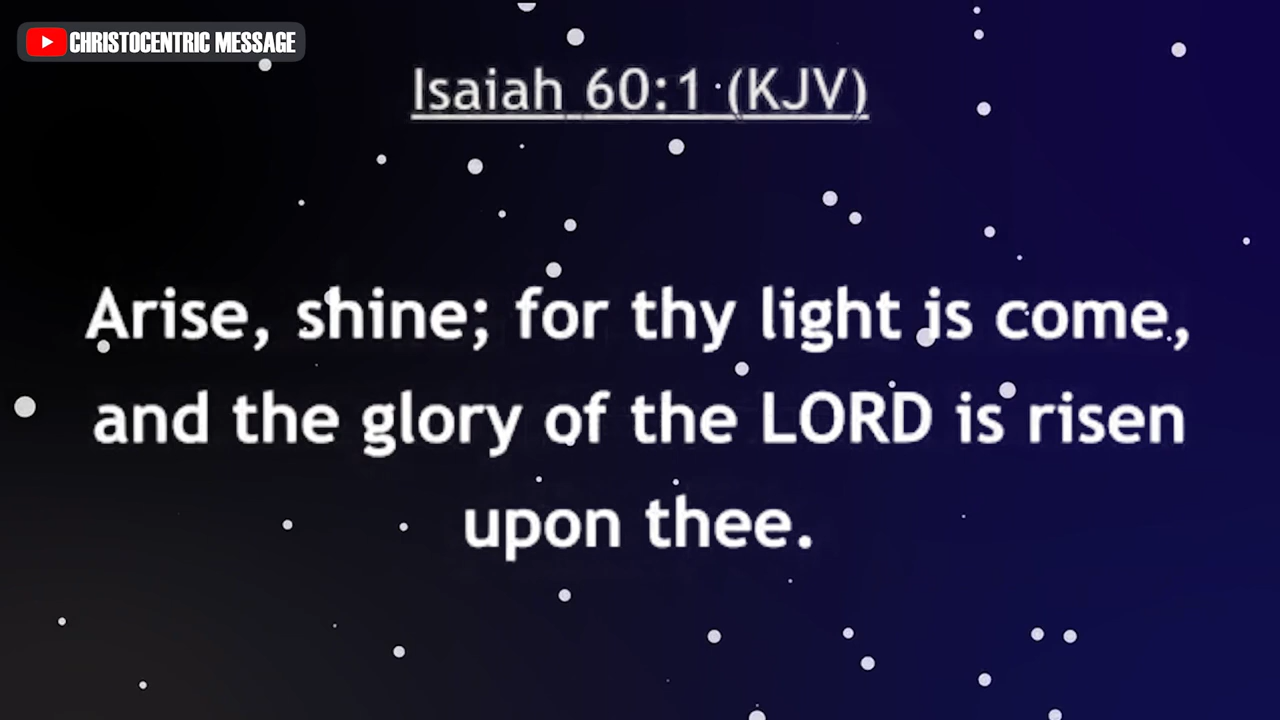 CHRISTOCENTRIC MESSAGE
Isaiah 60:1 (KJV)
Arise, shine; for thy light is come,
and the glory of the LORD is risen
upon thee.